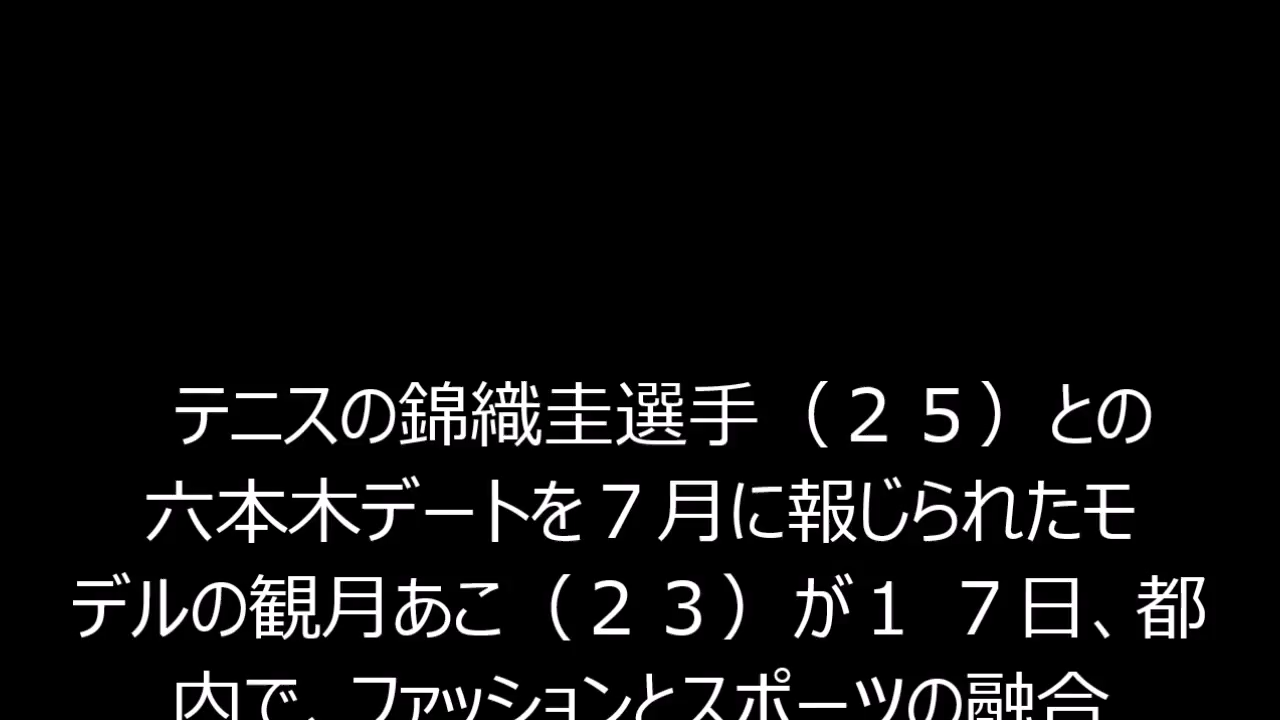 テニスの錦織圭選手（２５）との
六本木デートを７月に報じられたモ
デルの観月あこ（２３）が１７日、都
内で、ファッションとスポーツの融合